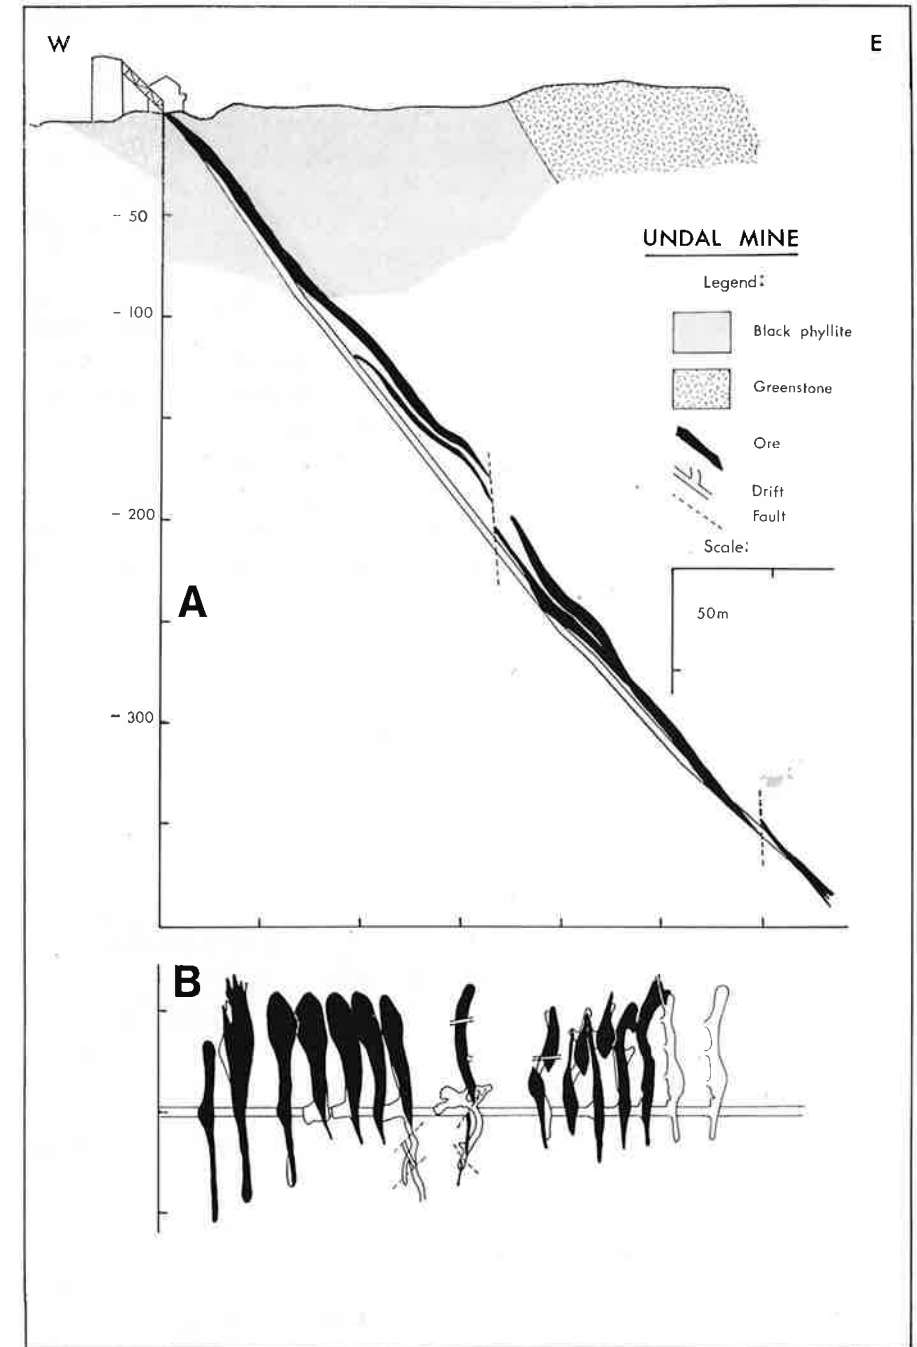 W
E
- 50
- 100
- 200
- 300
A
UNDAL MINE
Legend:
Black phyllite
Greenstone
Ore
Drift
Fault
Scale:
50m
B